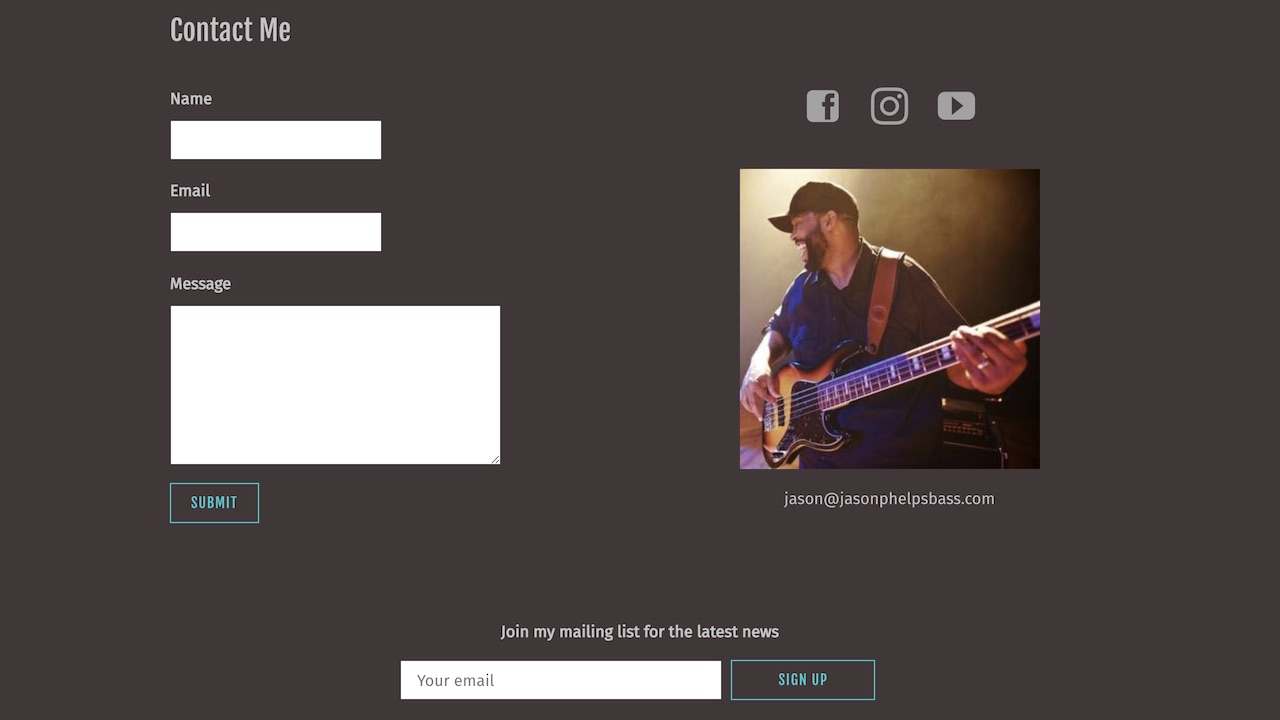 Contact Me
Name
Email
Message
SUBMIT
jason@jasonphelpsbass.com
Join my mailing list for the latest news
Your email
SIGN UP